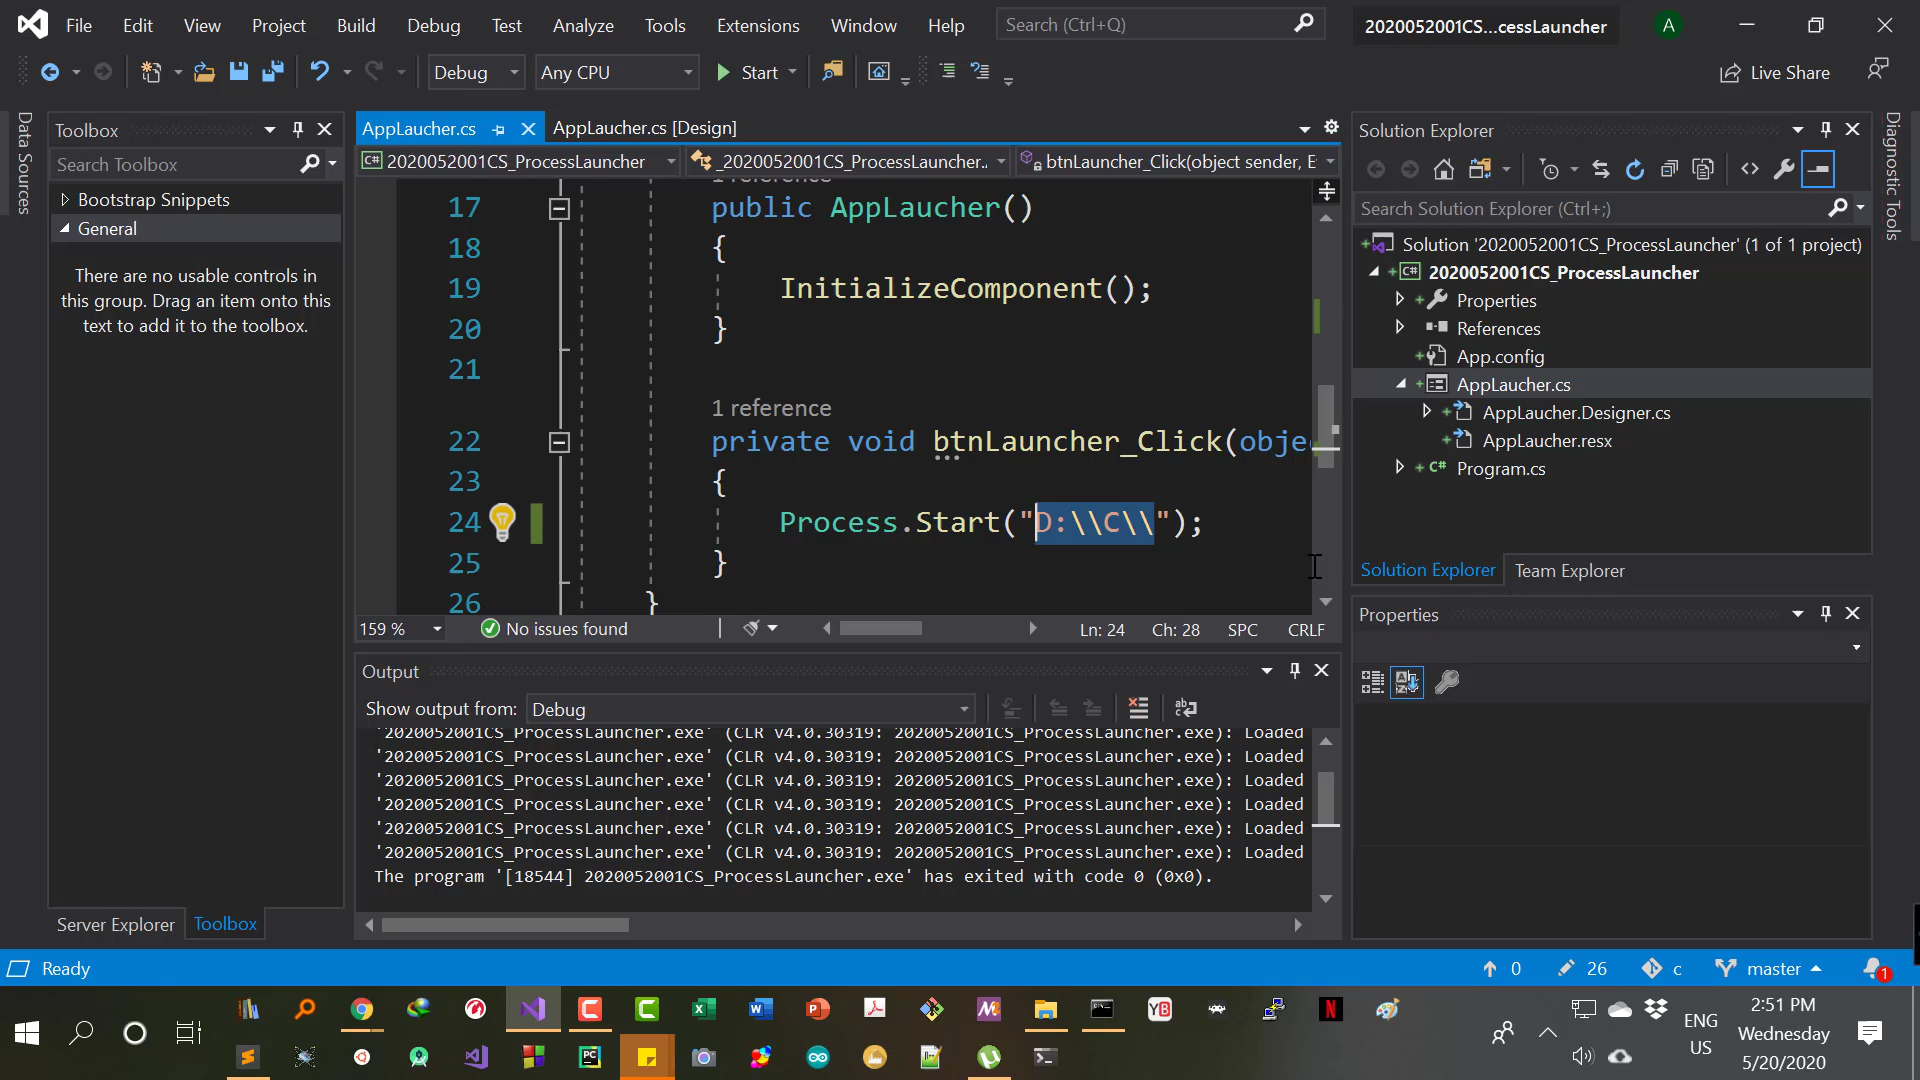 File Edit View Project Build Debug Test Analyze Tools Extensions Window Help Search (Ctrl+Q) 2020052001CS...cessLauncher A
Debug Any CPU Start Live Share
Data Sources
Toolbox
Search Toolbox
Bootstrap Snippets
General
There are no usable controls in
this group. Drag an item onto this
text to add it to the toolbox.
Server Explorer Toolbox
AppLaucher.cs AppLaucher.cs [Design]
2020052001CS_ProcessLauncher _2020052001CS_ProcessLauncher. btnLauncher_Click(object sender, E
1 reference
17 public AppLaucher()
18 {
19 InitializeComponent();
20 }
21
1 reference
22 private void btnLauncher_Click(objec
23 {
24 Process.Start("D:\\C\\");
25 }
26 }
159 % No issues found Ln: 24 Ch: 28 SPC CRLF
Output
Show output from: Debug
'2020052001CS_ProcessLauncher.exe' (CLR v4.0.30319: 2020052001CS_ProcessLauncher.exe): Loaded
'2020052001CS_ProcessLauncher.exe' (CLR v4.0.30319: 2020052001CS_ProcessLauncher.exe): Loaded
'2020052001CS_ProcessLauncher.exe' (CLR v4.0.30319: 2020052001CS_ProcessLauncher.exe): Loaded
'2020052001CS_ProcessLauncher.exe' (CLR v4.0.30319: 2020052001CS_ProcessLauncher.exe): Loaded
'2020052001CS_ProcessLauncher.exe' (CLR v4.0.30319: 2020052001CS_ProcessLauncher.exe): Loaded
'2020052001CS_ProcessLauncher.exe' (CLR v4.0.30319: 2020052001CS_ProcessLauncher.exe): Loaded
The program '[18544] 2020052001CS_ProcessLauncher.exe' has exited with code 0 (0x0).
Solution Explorer
Search Solution Explorer (Ctrl+;)
Solution '2020052001CS_ProcessLauncher' (1 of 1 project)
2020052001CS_ProcessLauncher
Properties
References
App.config
AppLaucher.cs
AppLaucher.Designer.cs
AppLaucher.resx
Program.cs
Solution Explorer Team Explorer
Properties
Diagnostic Tools
Ready 0 26 c master 1
ENG
US
2:51 PM
Wednesday
5/20/2020